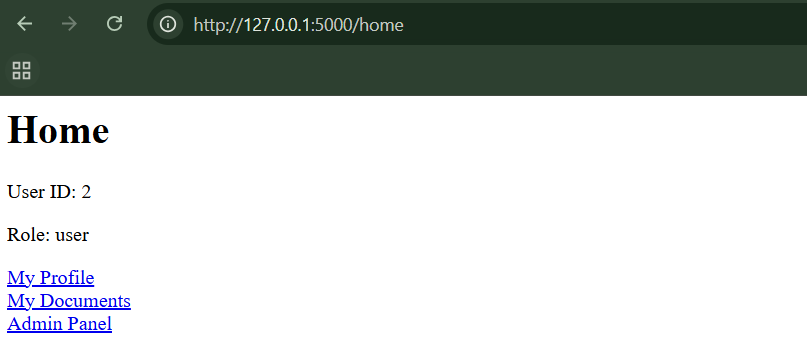 http://127.0.0.1:5000/home
Home
User ID: 2
Role: user
My Profile
My Documents
Admin Panel